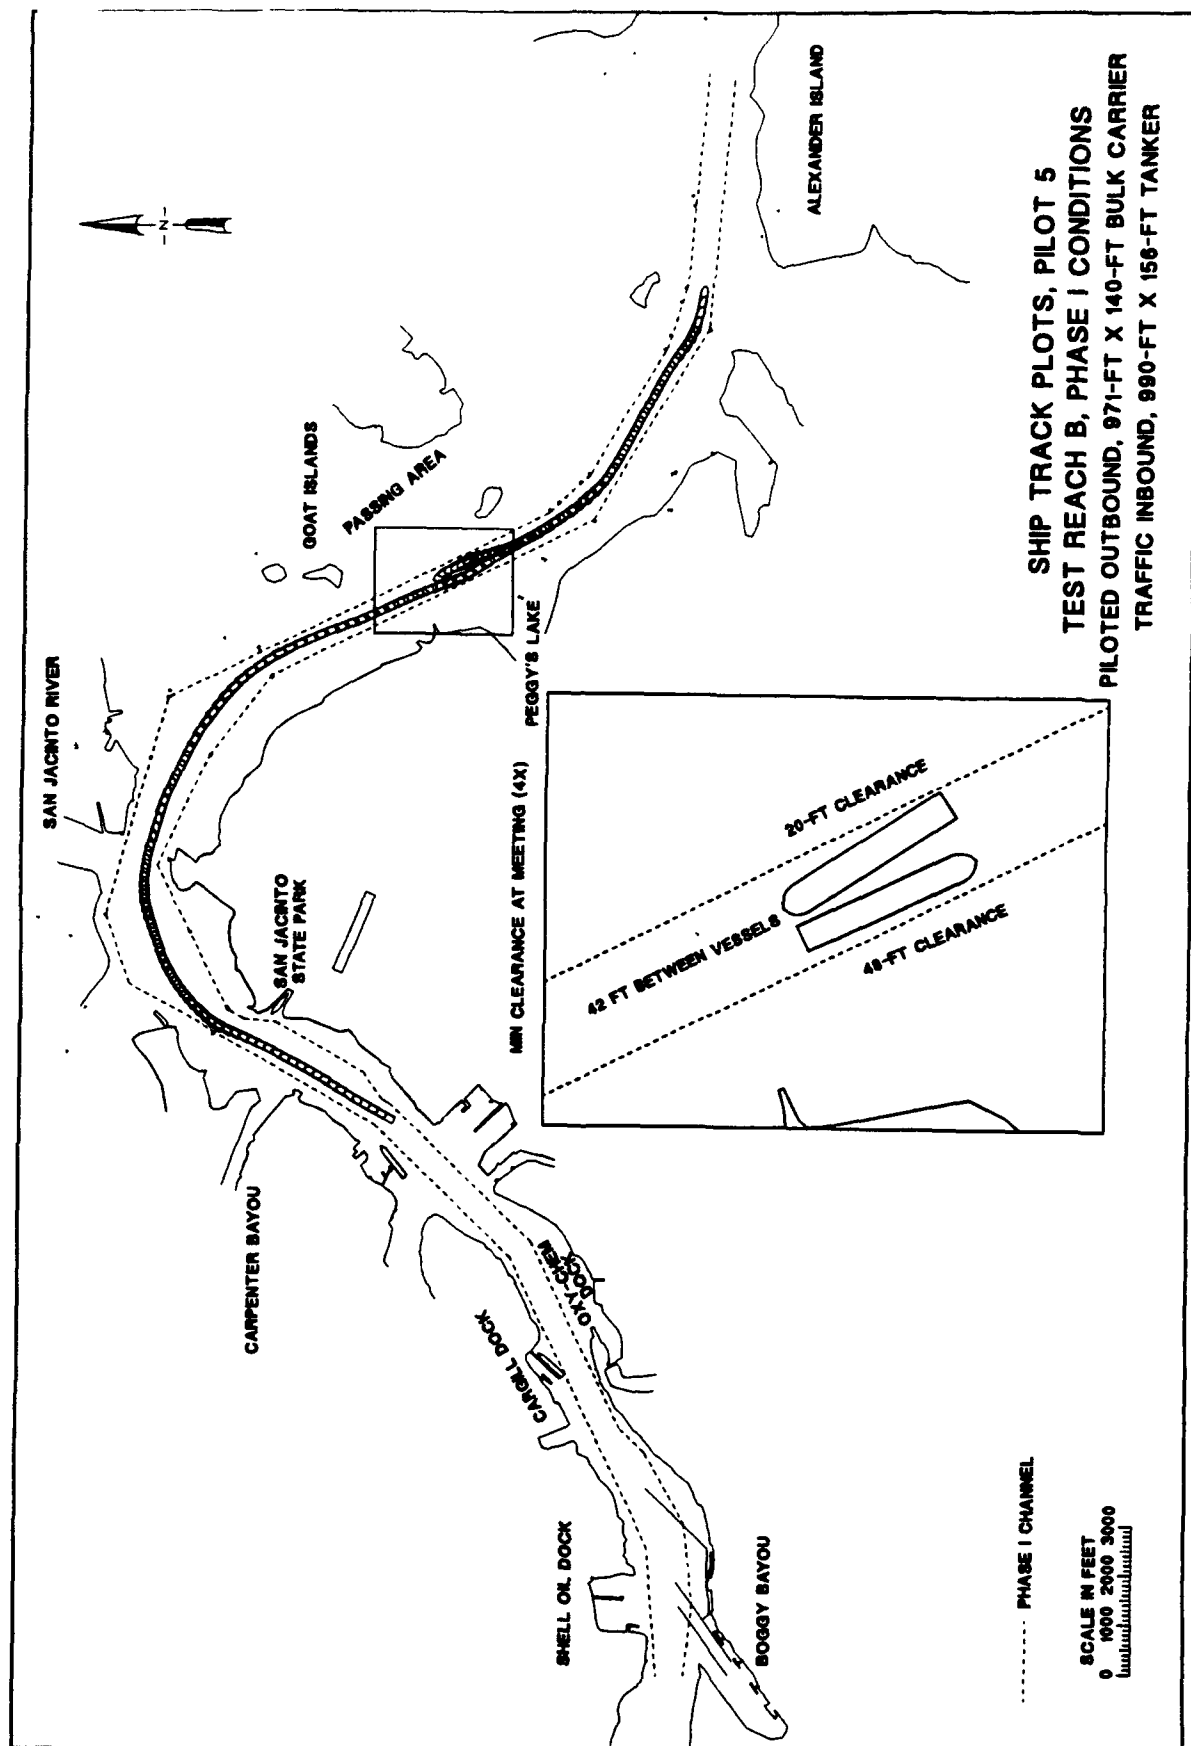 SAN JACINTO RIVER
GOAT ISLANDS
PASSING AREA
ALEXANDER ISLAND
N
CARPENTER BAYOU
SAN JACINTO
STATE PARK
PEGGY'S LAKE
CARGILL DOCK
OXY-CHEM
DOCK
SHELL OIL DOCK
BOGGY BAYOU
MIN CLEARANCE AT MEETING (4X)
42 FT BETWEEN VESSELS
20-FT CLEARANCE
48-FT CLEARANCE
PHASE I CHANNEL
SCALE IN FEET
0 1000 2000 3000
SHIP TRACK PLOTS, PILOT 5
TEST REACH B, PHASE I CONDITIONS
PILOTED OUTBOUND, 971-FT X 140-FT BULK CARRIER
TRAFFIC INBOUND, 990-FT X 156-FT TANKER